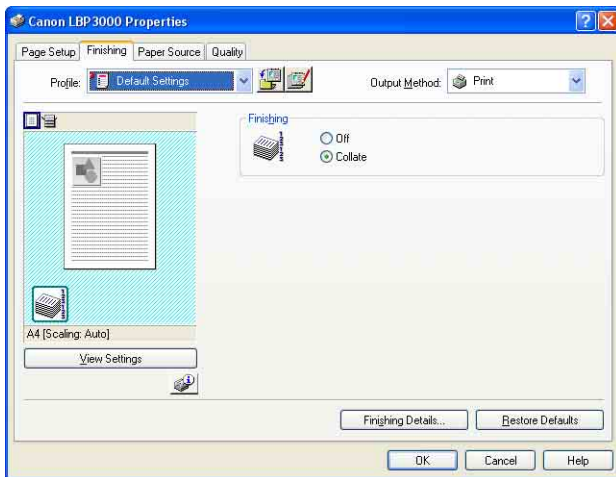 Canon LBP3000 Properties
Page Setup Finishing Paper Source Quality
Profile: Default Settings Output Method: Print
Finishing
Off
Collate
A4 [Scaling: Auto]
View Settings
Finishing Details... Restore Defaults
OK Cancel Help